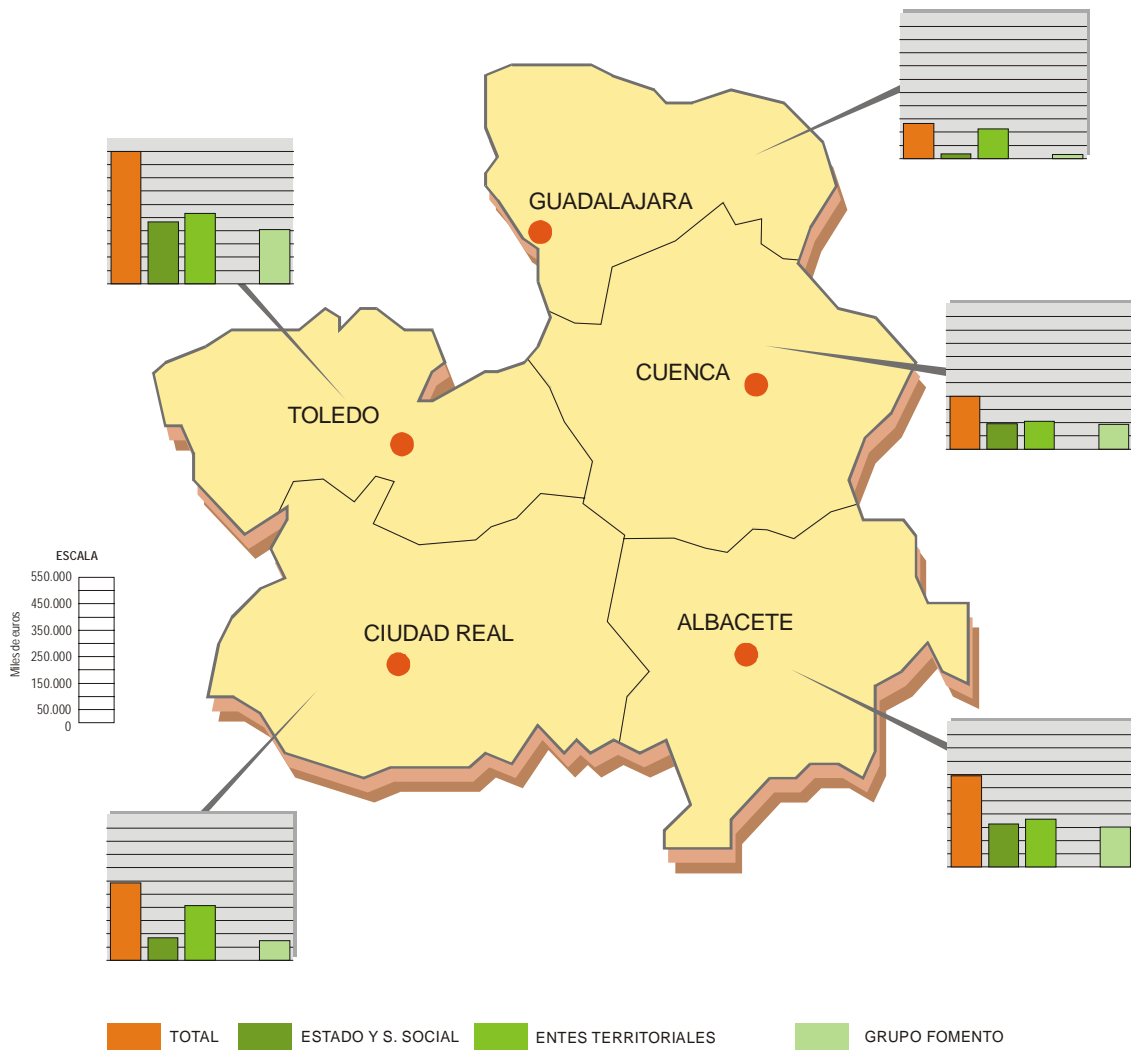 GUADALAJARA
CUENCA
TOLEDO
ESCALA
550.000
450.000
350.000
250.000
150.000
50.000
0
Miles de euros
CIUDAD REAL
ALBACETE
TOTAL
ESTADO Y S. SOCIAL
ENTES TERRITORIALES
GRUPO FOMENTO